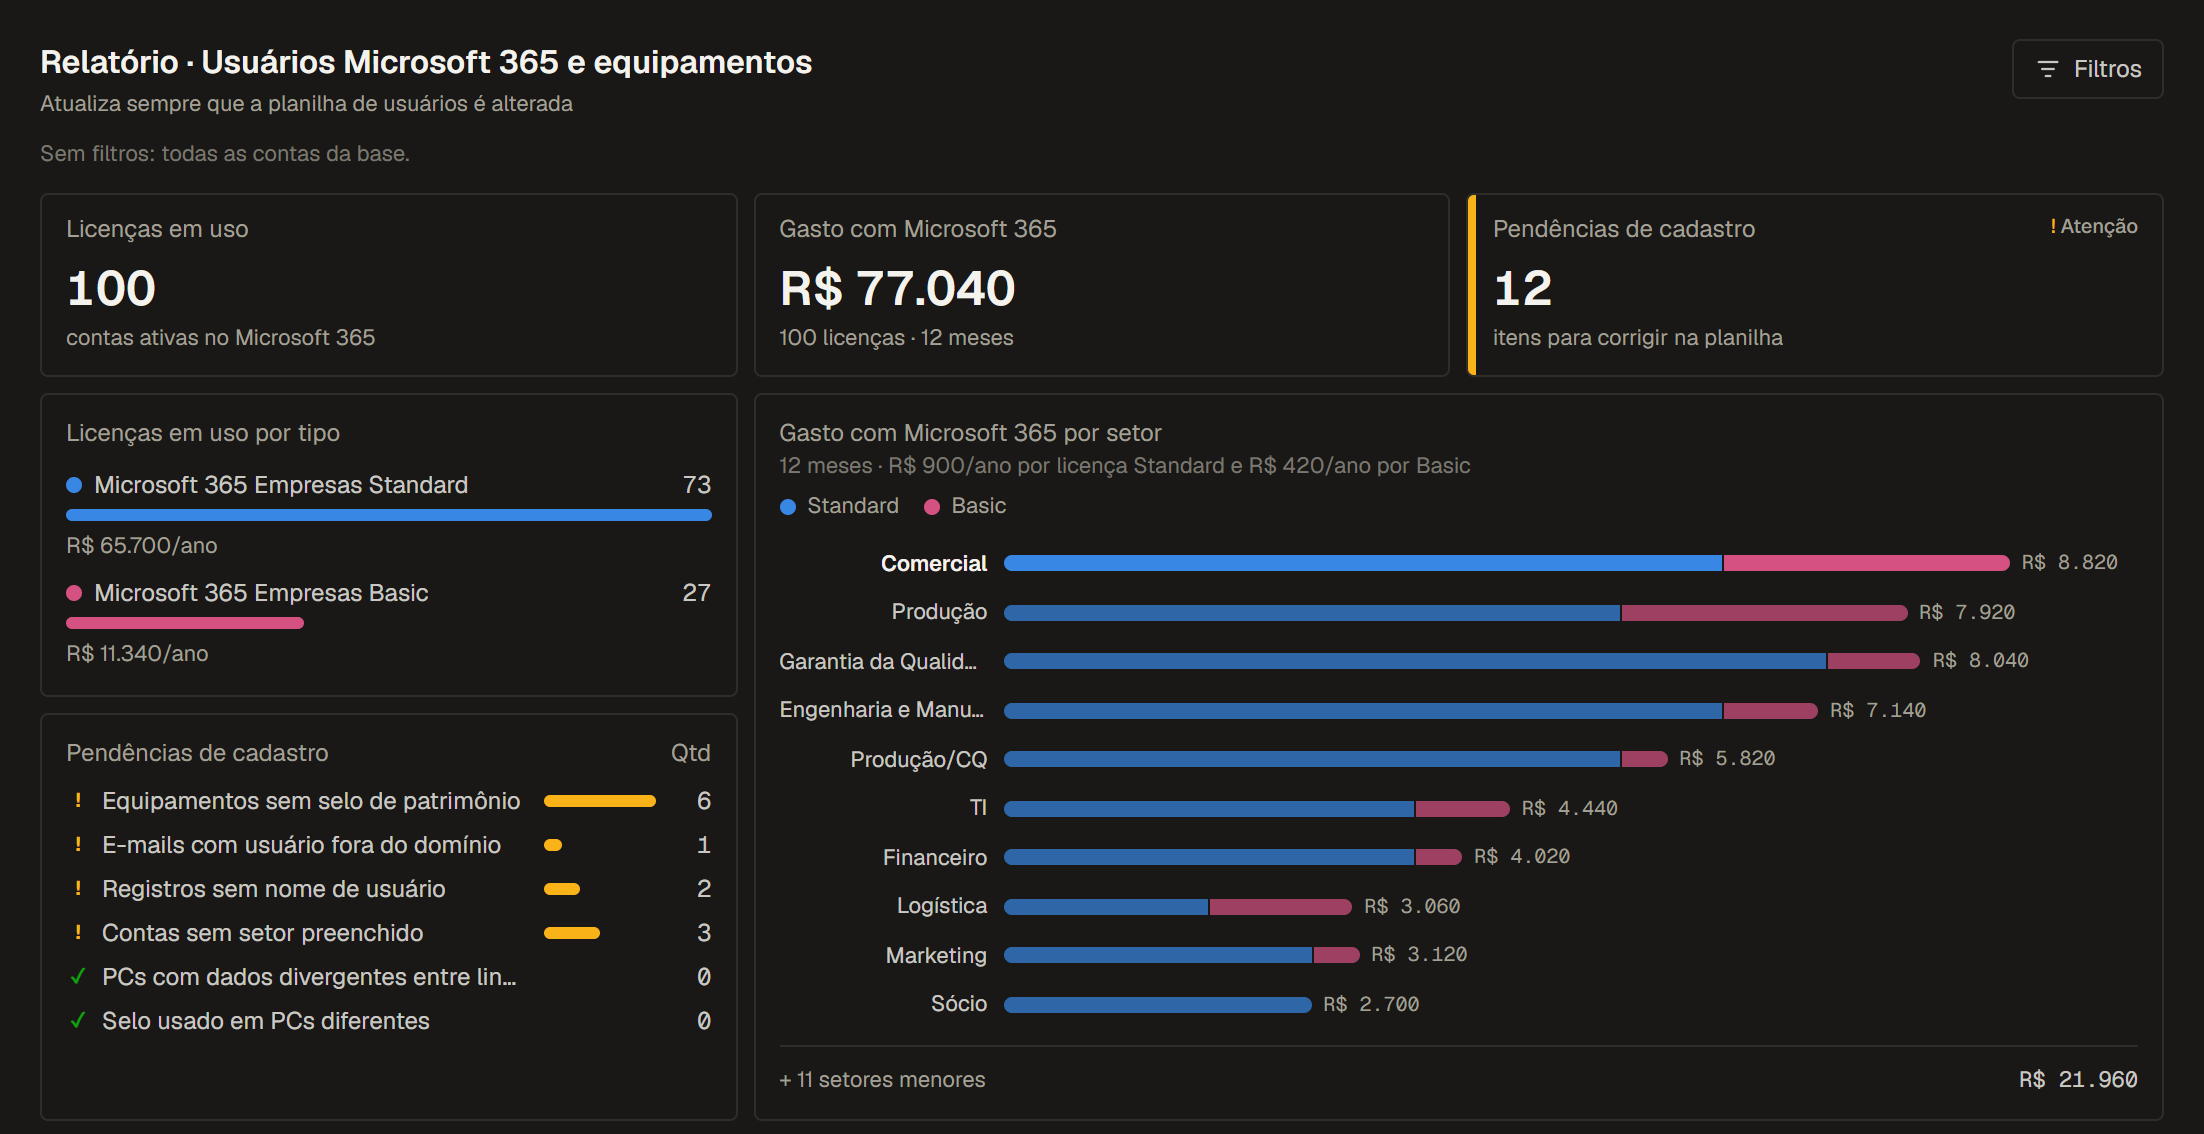 Relatório · Usuários Microsoft 365 e equipamentos
Atualiza sempre que a planilha de usuários é alterada
Filtros
Sem filtros: todas as contas da base.
Licenças em uso
100
contas ativas no Microsoft 365
Gasto com Microsoft 365
R$ 77.040
100 licenças · 12 meses
Pendências de cadastro
! Atenção
12
itens para corrigir na planilha
Licenças em uso por tipo
Microsoft 365 Empresas Standard 73
R$ 65.700/ano
Microsoft 365 Empresas Basic 27
R$ 11.340/ano
Pendências de cadastro Qtd
! Equipamentos sem selo de patrimônio 6
! E-mails com usuário fora do domínio 1
! Registros sem nome de usuário 2
! Contas sem setor preenchido 3
✓ PCs com dados divergentes entre lin... 0
✓ Selo usado em PCs diferentes 0
Gasto com Microsoft 365 por setor
12 meses · R$ 900/ano por licença Standard e R$ 420/ano por Basic
Standard Basic
Comercial R$ 8.820
Produção R$ 7.920
Garantia da Qualid... R$ 8.040
Engenharia e Manu... R$ 7.140
Produção/CQ R$ 5.820
TI R$ 4.440
Financeiro R$ 4.020
Logística R$ 3.060
Marketing R$ 3.120
Sócio R$ 2.700
+ 11 setores menores R$ 21.960